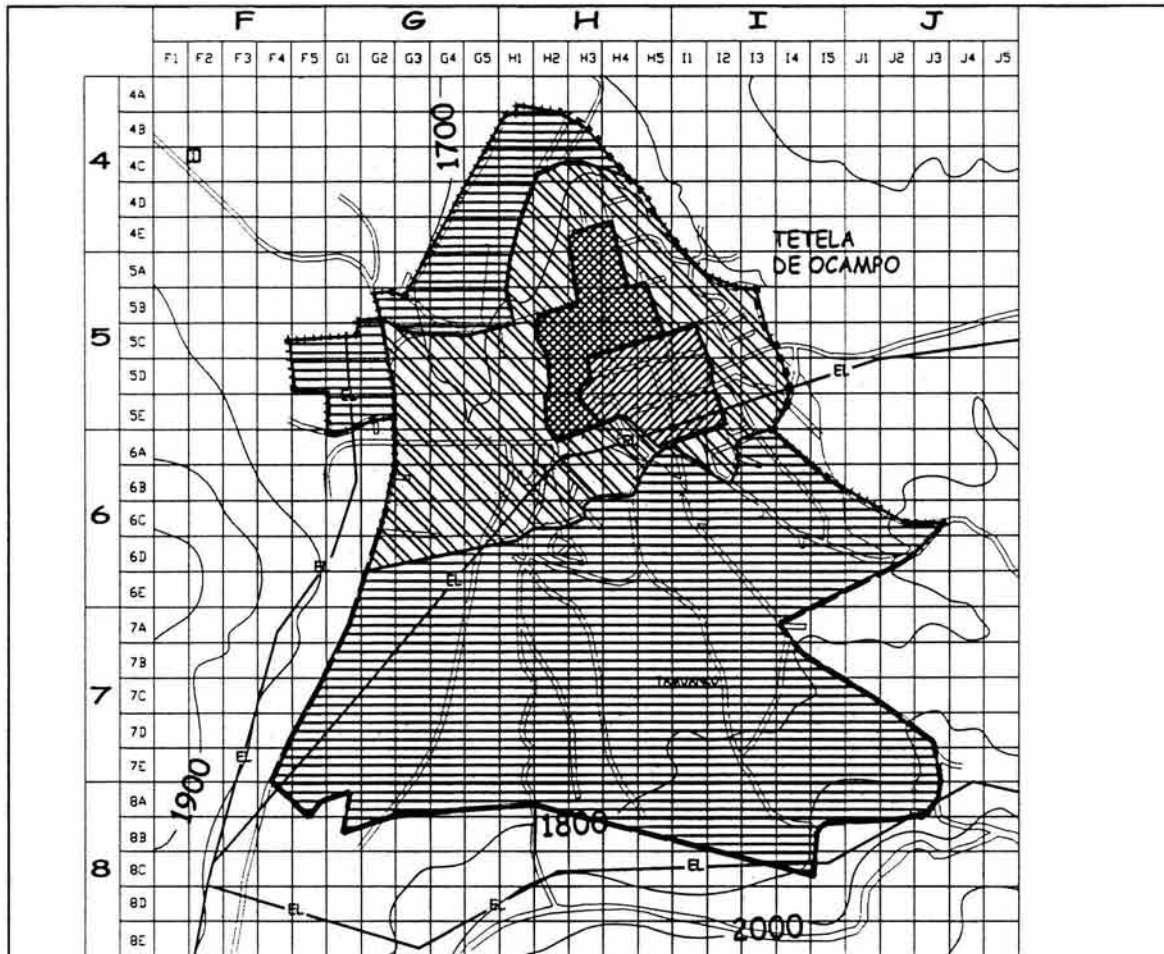 F G H I J
F1 F2 F3 F4 F5 G1 G2 G3 G4 G5 H1 H2 H3 H4 H5 I1 I2 I3 I4 I5 J1 J2 J3 J4 J5
4A
4B
1700
4
4C
4D
4E
TETELA
5A
DE OCAMPO
5B
5
5C
5D
EL
EL
5E
EL
6A
6B
6
6C
6D
EL
EL
6E
7A
7B
7
7C
7D
EL
7E
1900
8A
1800
8B
8
8C
EL
8D
EL
EL
2000
8E